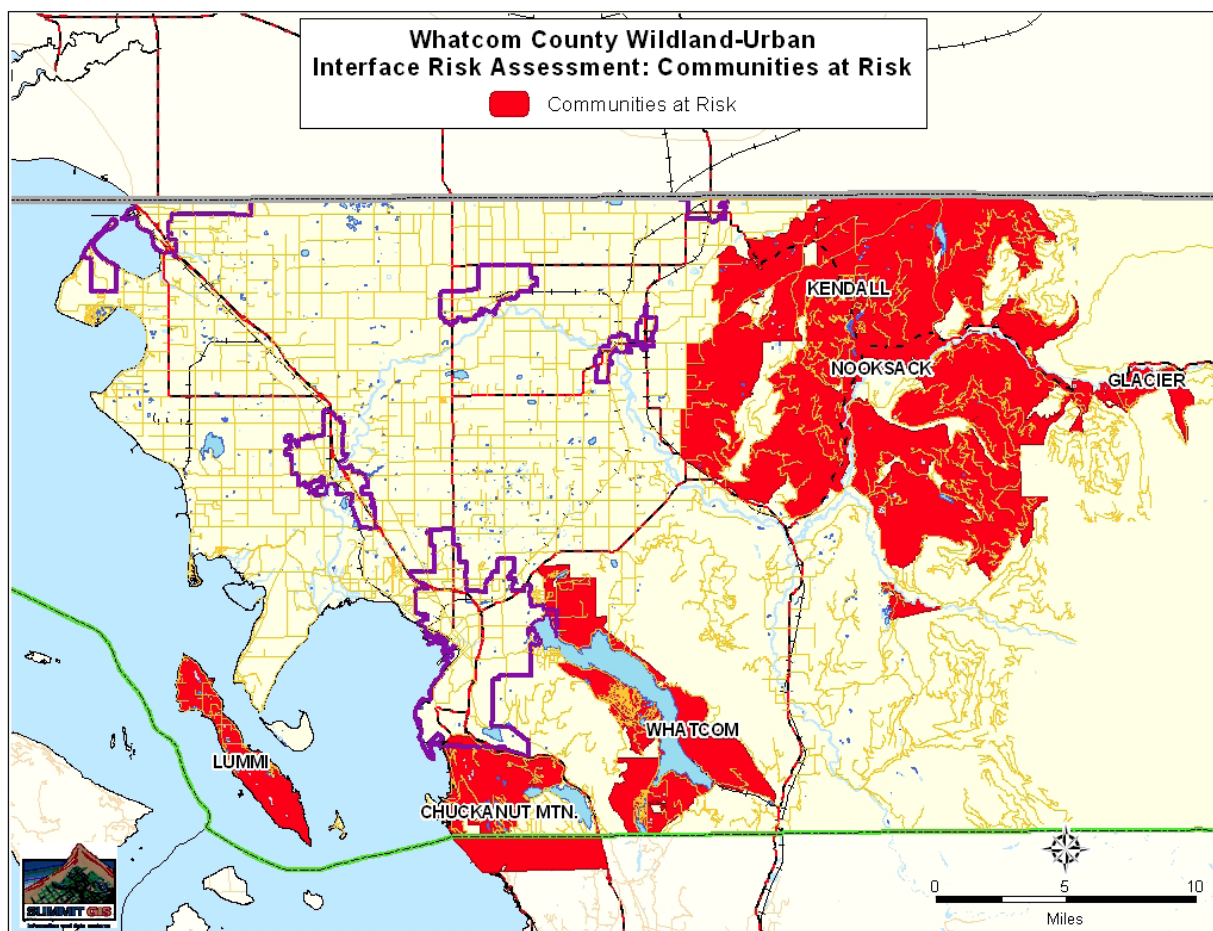 Whatcom County Wildland-Urban
Interface Risk Assessment: Communities at Risk
Communities at Risk
KENDALL
NOOKSACK
GLACIER
WHATCOM
LUMMI
CHUCKANUT MTN.
SUMMIT GIS
0 5 10
Miles